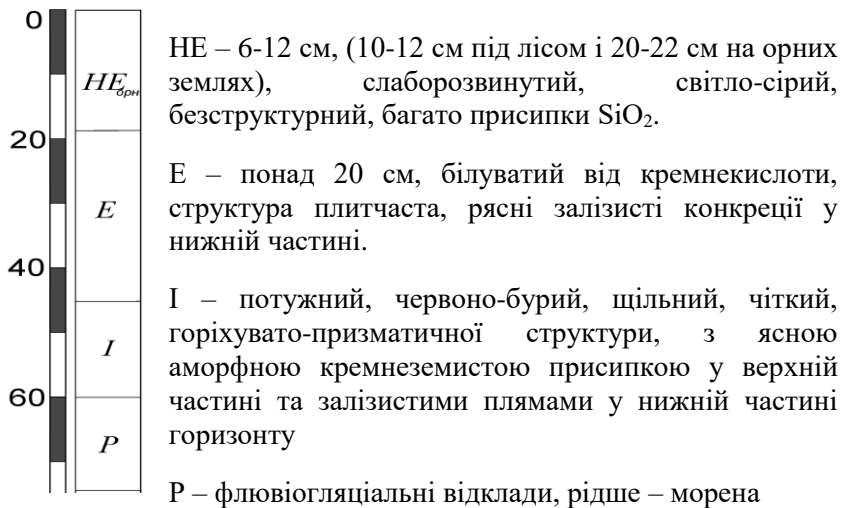 0
20
40
60
НЕорн
Е
І
Р
НЕ – 6-12 см, (10-12 см під лісом і 20-22 см на орних
землях), слаборозвинутий, світло-сірий,
безструктурний, багато присипки SiO₂.
Е – понад 20 см, білуватий від кремнекислоти,
структура плитчаста, рясні залізисті конкреції у
нижній частині.
І – потужний, червоно-бурий, щільний, чіткий,
горіхувато-призматичної структури, з ясною
аморфною кремнеземистою присипкою у верхній
частині та залізистими плямами у нижній частині
горизонту
Р – флювіогляціальні відклади, рідше – морена